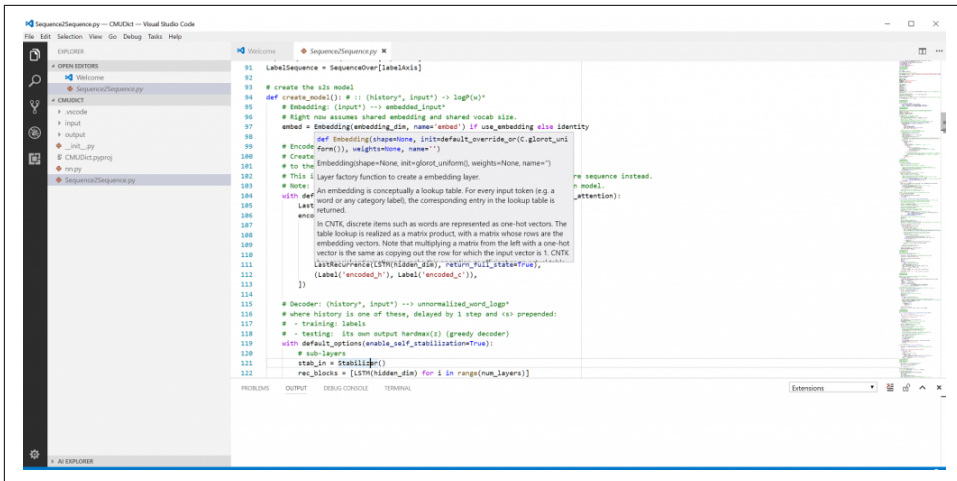 Sequence2Sequence.py — CMUDict — Visual Studio Code
File Edit Selection View Go Debug Tasks Help
EXPLORER
OPEN EDITORS
Welcome
Sequence2Sequence.py
CMUDICT
.vscode
input
output
__init__.py
CMUDict.pyproj
nn.py
Sequence2Sequence.py
AI EXPLORER
Welcome
Sequence2Sequence.py
91 LabelSequence = SequenceOver[labelAxis]
92
93 # create the s2s model
94 def create_model(): # :: (history*, input*) -> logP(w)*
95 # Embedding: (input*) --> embedded_input*
96 # Right now assumes shared embedding and shared vocab size.
97 embed = Embedding(embedding_dim, name='embed') if use_embedding else identity
98
99 # Encode
100 # Create
101 # to the
102 # This i re sequence instead.
103 # Note: h model.
104 with def _attention):
105 Last
106 enco
107
108
109
110
def Embedding(shape=None, init=default_override_or(C.glorot_uni
form()), weights=None, name='')
Embedding(shape=None, init=glorot_uniform(), weights=None, name='')
Layer factory function to create a embedding layer.
An embedding is conceptually a lookup table. For every input token (e.g. a
word or any category label), the corresponding entry in the lookup table is
returned.
In CNTK, discrete items such as words are represented as one-hot vectors. The
table lookup is realized as a matrix product, with a matrix whose rows are the
embedding vectors. Note that multiplying a matrix from the left with a one-hot
vector is the same as copying out the row for which the input vector is 1. CNTK
111 LastRecurrence(LSTM(hidden_dim), return_full_state=True),
112 (Label('encoded_h'), Label('encoded_c')),
113 ])
114
115 # Decoder: (history*, input*) --> unnormalized_word_logp*
116 # where history is one of these, delayed by 1 step and <s> prepended:
117 # - training: labels
118 # - testing: its own output hardmax(z) (greedy decoder)
119 with default_options(enable_self_stabilization=True):
120 # sub-layers
121 stab_in = Stabilizer()
122 rec_blocks = [LSTM(hidden_dim) for i in range(num_layers)]
PROBLEMS OUTPUT DEBUG CONSOLE TERMINAL
Extensions